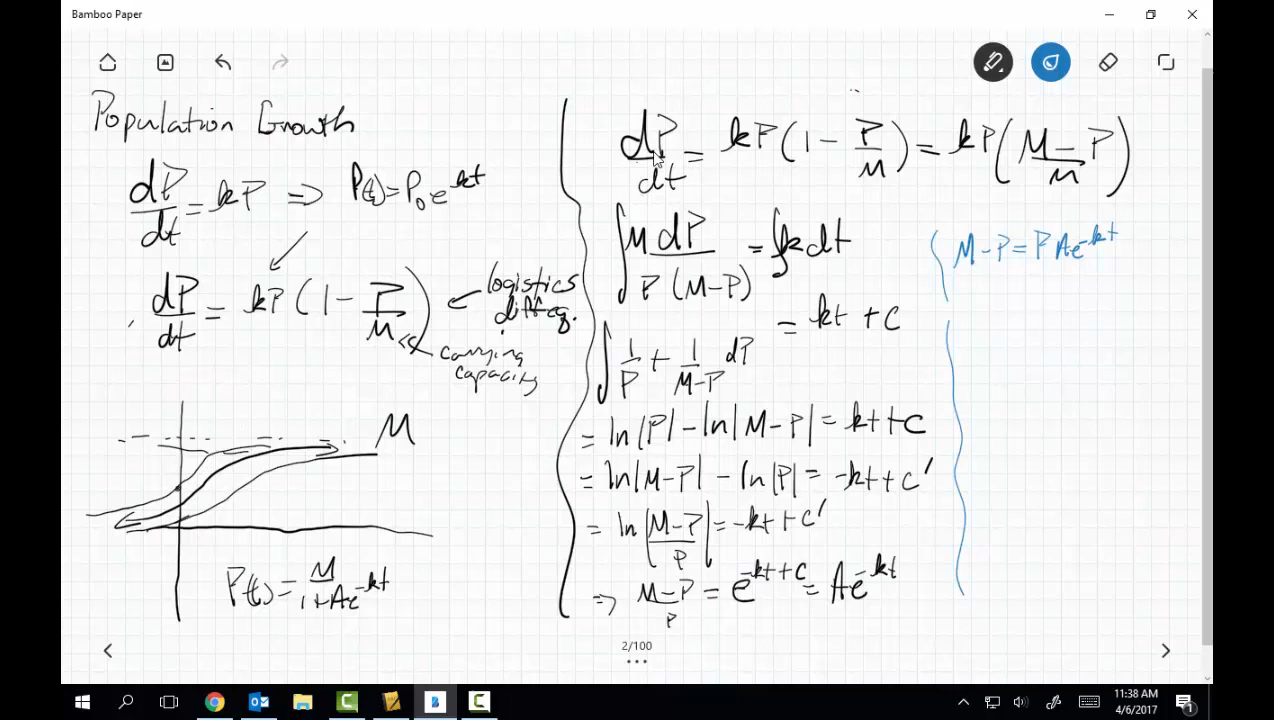 Bamboo Paper
Population Growth
dP/dt = kP ⇒ P(t) = P₀e^kt
dP/dt = kP(1 - P/M) ← logistics diff eq.
carrying capacity
M
P(t) = M/(1+Ae^-kt)
dP/dt = kP(1 - P/M) = kP((M-P)/M)
∫ M dP/(P(M-P)) = ∫ k dt
= kt + C
∫ 1/P + 1/(M-P) dP
= ln|P| - ln|M-P| = kt + C
= ln|M-P| - ln|P| = -kt + C'
= ln|(M-P)/P| = -kt + C'
⇒ (M-P)/P = e^-kt+C = Ae^-kt
M-P = PAe^-kt
2/100
11:38 AM
4/6/2017
1